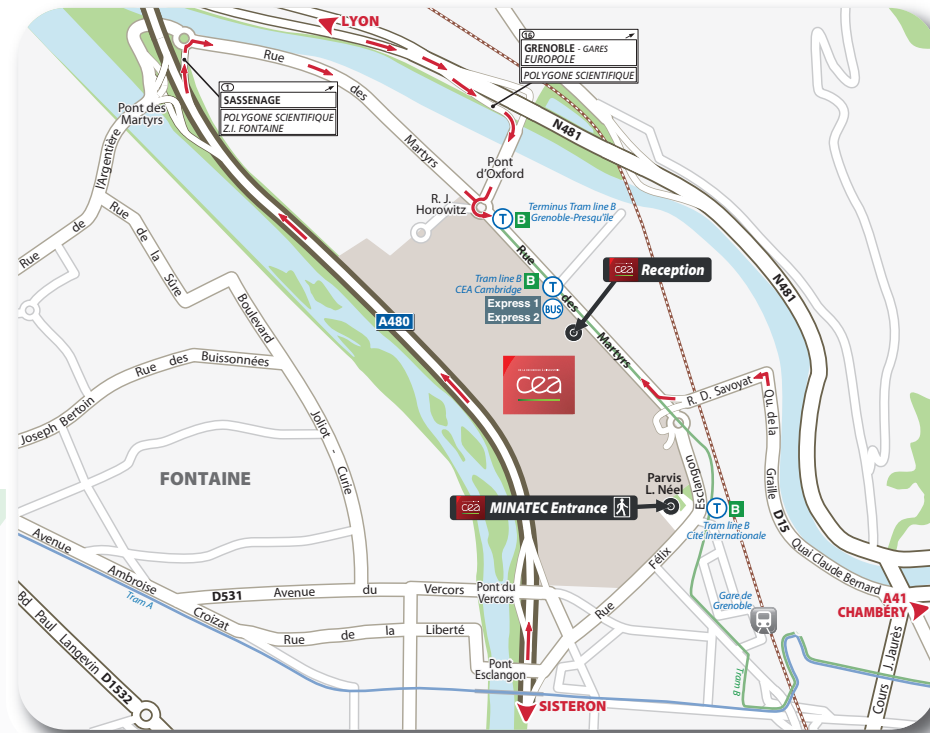 LYON
16
GRENOBLE - GARES
EUROPOLE
POLYGONE SCIENTIFIQUE
1
SASSENAGE
POLYGONE SCIENTIFIQUE
Z.I. FONTAINE
Rue des Martyrs
Pont des
Martyrs
N481
Pont
d'Oxford
R. J.
Horowitz
T
B
Terminus Tram line B
Grenoble-Presqu'île
Rue de l'Argentière
Rue de la Sûre
Rue des Martyrs
cea Reception
Tram line B
CEA Cambridge
B
T
Express 1
Express 2
BUS
N481
Boulevard Joliot - Curie
A480
Rue des Buissonnées
Joseph Bertoin
cea
R. D. Savoyat
Qu. de la Graille
FONTAINE
Parvis
L. Néel
cea MINATEC Entrance
T
B
Tram line B
Cité Internationale
Rue Félix Esclangon
D15
Quai Claude Bernard
Avenue Ambroise Croizat
Tram A
D531 Avenue du Vercors
Pont du
Vercors
Gare de
Grenoble
A41
CHAMBÉRY
Rue de la Liberté
Bd Paul Langevin D1532
Pont
Esclangon
Tram B
Cours J. Jaurès
SISTERON